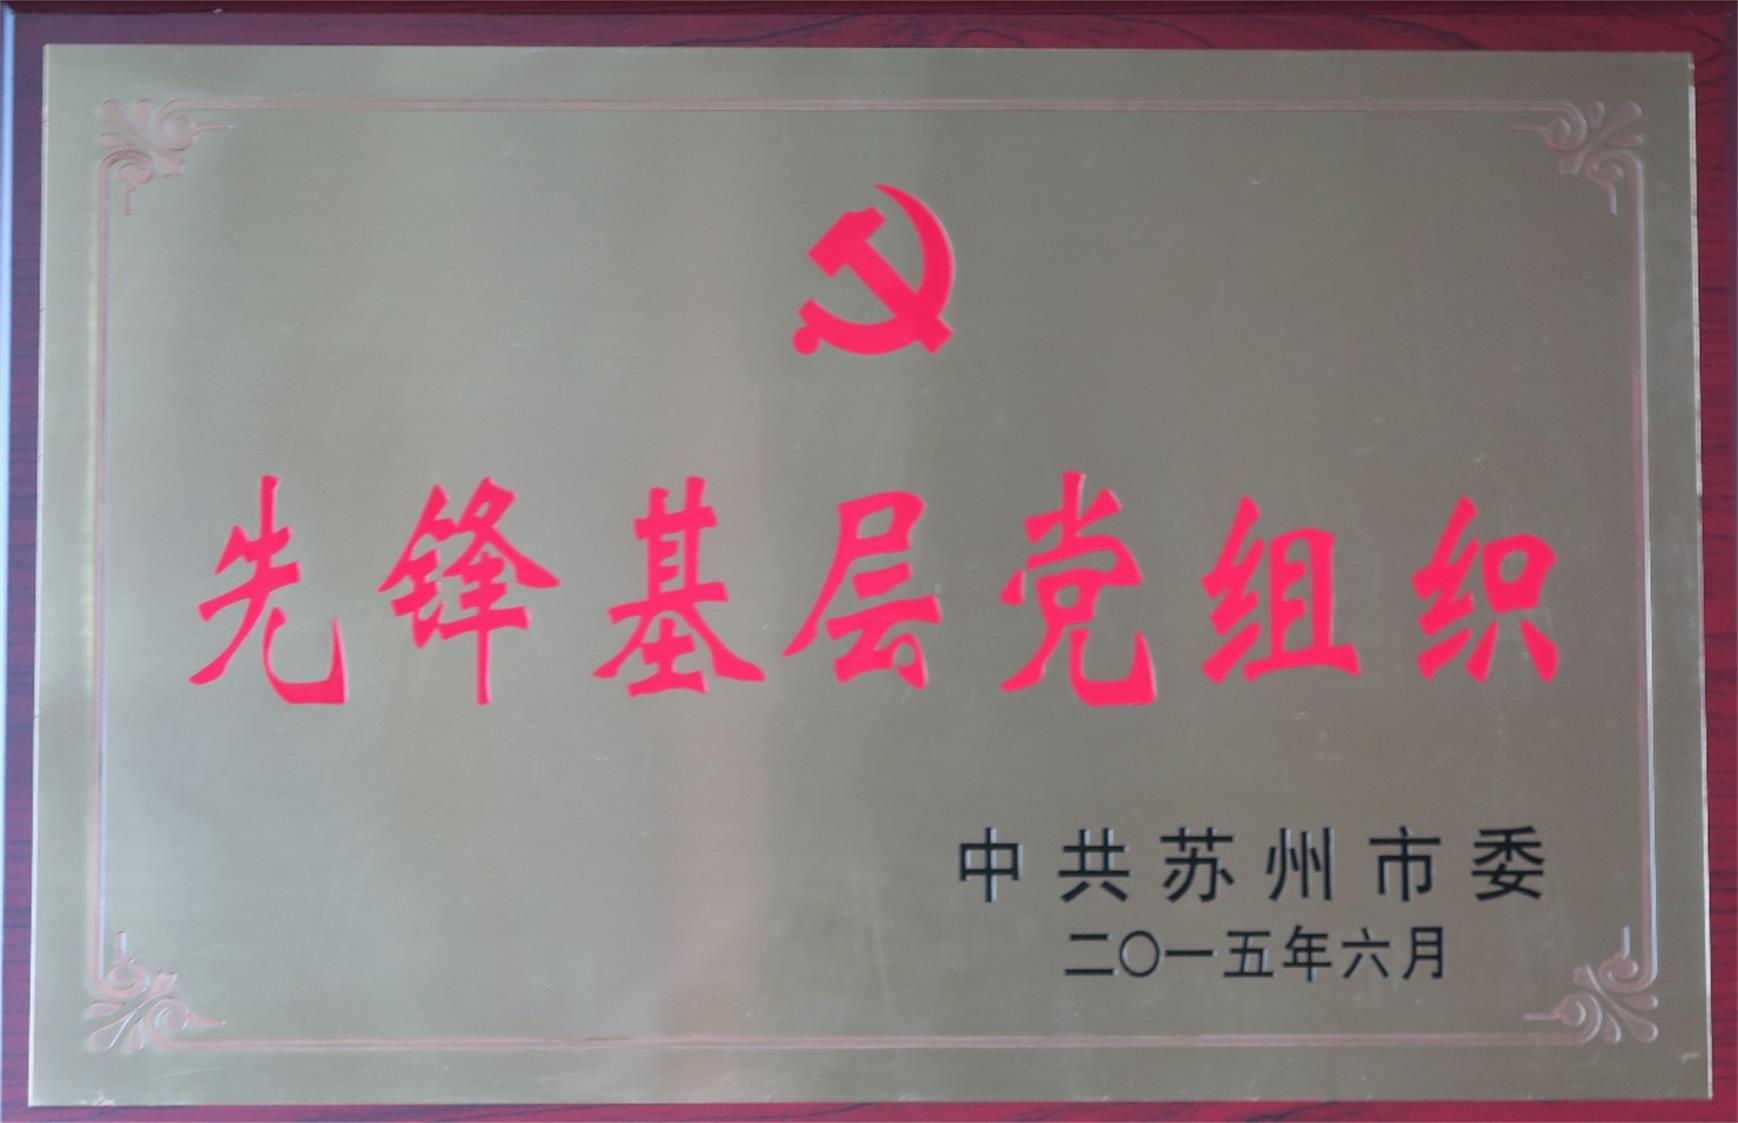 先锋基层党组织
中共苏州市委
二〇一五年六月